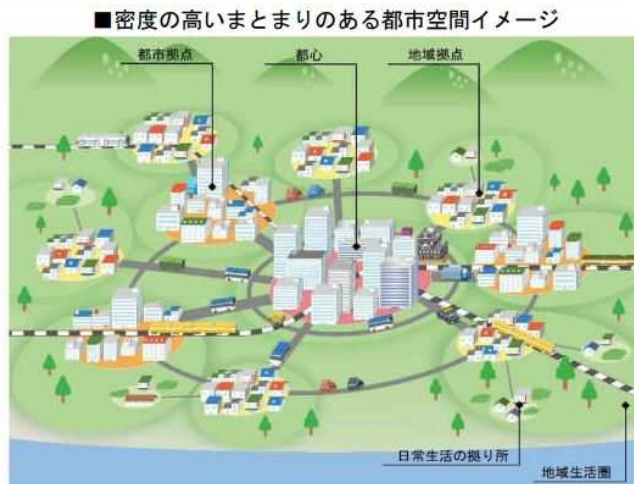 ■密度の高いまとまりのある都市空間イメージ
都市拠点
都心
地域拠点
日常生活の拠り所
地域生活圏